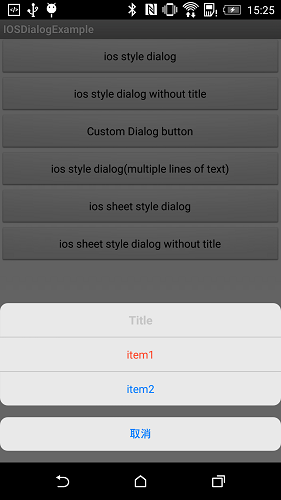 15:25
IOSDialogExample
ios style dialog
ios style dialog without title
Custom Dialog button
ios style dialog(multiple lines of text)
ios sheet style dialog
ios sheet style dialog without title
Title
item1
item2
取消